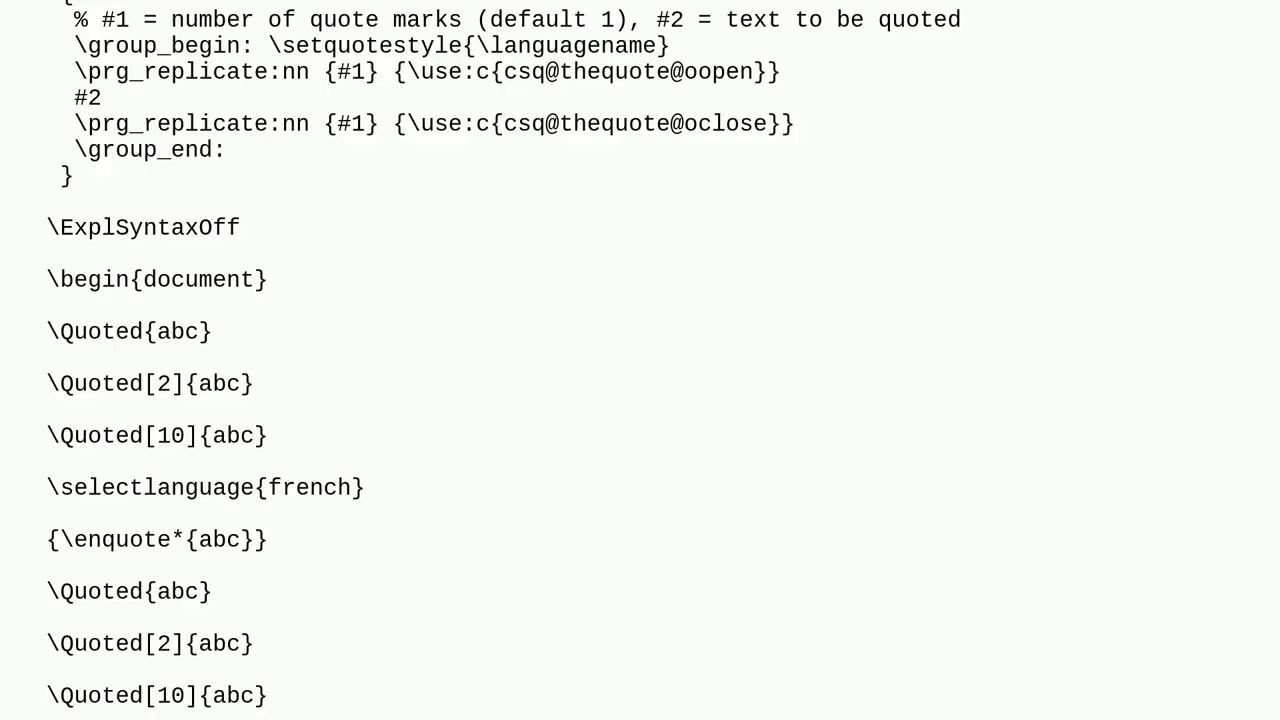 {
% #1 = number of quote marks (default 1), #2 = text to be quoted
\group_begin: \setquotestyle{\languagename}
\prg_replicate:nn {#1} {\use:c{csq@thequote@oopen}}
#2
\prg_replicate:nn {#1} {\use:c{csq@thequote@oclose}}
\group_end:
}
\ExplSyntaxOff
\begin{document}
\Quoted{abc}
\Quoted[2]{abc}
\Quoted[10]{abc}
\selectlanguage{french}
{\enquote*{abc}}
\Quoted{abc}
\Quoted[2]{abc}
\Quoted[10]{abc}